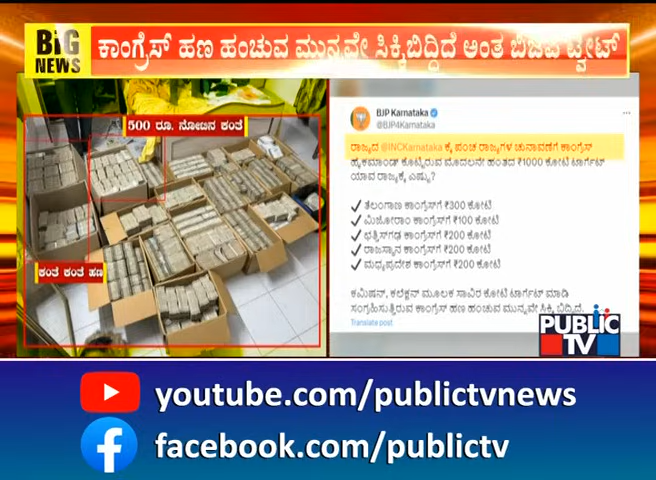 BIG
NEWS
ಕಾಂಗ್ರೆಸ್ ಹಣ ಹಂಚುವ ಮುನ್ನವೇ ಸಿಕ್ಕಿಬಿದ್ದಿದೆ ಅಂತ ಬಿಜೆಪಿ ಟ್ವೀಟ್
500 ರೂ. ನೋಟಿನ ಕಂತೆ
ಕಂತೆ ಕಂತೆ ಹಣ
BJP Karnataka
@BJP4Karnataka
ರಾಜ್ಯದ @INCKarnataka ಕ್ಕೆ ಪಂಚ ರಾಜ್ಯಗಳ ಚುನಾವಣೆಗೆ ಕಾಂಗ್ರೆಸ್
ಹೈಕಮಾಂಡ್ ಕೊಟ್ಟಿರುವ ಮೊದಲನೇ ಹಂತದ ₹1000 ಕೋಟಿ ಟಾರ್ಗೆಟ್
ಯಾವ ರಾಜ್ಯಕ್ಕೆ ಎಷ್ಟು?
✓ ತೆಲಂಗಾಣ ಕಾಂಗ್ರೆಸ್‌ಗೆ ₹300 ಕೋಟಿ
✓ ಮಿಜೋರಾಂ ಕಾಂಗ್ರೆಸ್‌ಗೆ ₹100 ಕೋಟಿ
✓ ಛತ್ತಿಸ್‌ಗಢ ಕಾಂಗ್ರೆಸ್‌ಗೆ ₹200 ಕೋಟಿ
✓ ರಾಜಸ್ಥಾನ ಕಾಂಗ್ರೆಸ್‌ಗೆ ₹200 ಕೋಟಿ
✓ ಮಧ್ಯಪ್ರದೇಶ ಕಾಂಗ್ರೆಸ್‌ಗೆ ₹200 ಕೋಟಿ
ಕಮಿಷನ್, ಕಲೆಕ್ಷನ್ ಮೂಲಕ ಸಾವಿರ ಕೋಟಿ ಟಾರ್ಗೆಟ್ ಮಾಡಿ
ಸಂಗ್ರಹಿಸುತ್ತಿರುವ ಕಾಂಗ್ರೆಸ್ ಹಣ ಹಂಚುವ ಮುನ್ನವೇ ಸಿಕ್ಕಿ ಬಿದ್ದಿದೆ.
Translate post
PUBLIC
TV
youtube.com/publictvnews
facebook.com/publictv